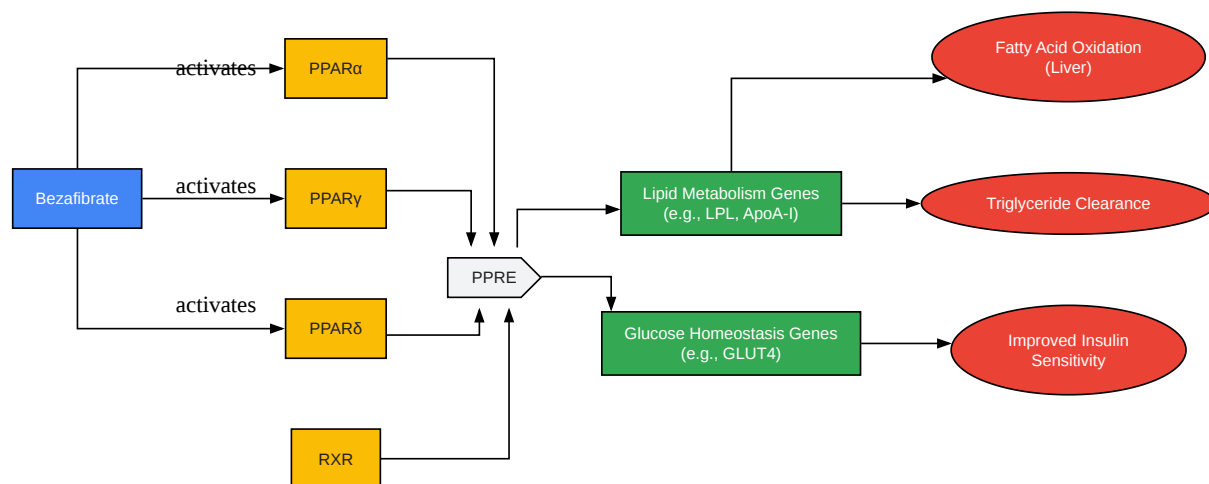 activates
PPARα
Fatty Acid Oxidation
(Liver)
Bezafibrate
activates
PPARγ
Lipid Metabolism Genes
(e.g., LPL, ApoA-I)
Triglyceride Clearance
PPRE
activates
PPARδ
Glucose Homeostasis Genes
(e.g., GLUT4)
Improved Insulin
Sensitivity
RXR